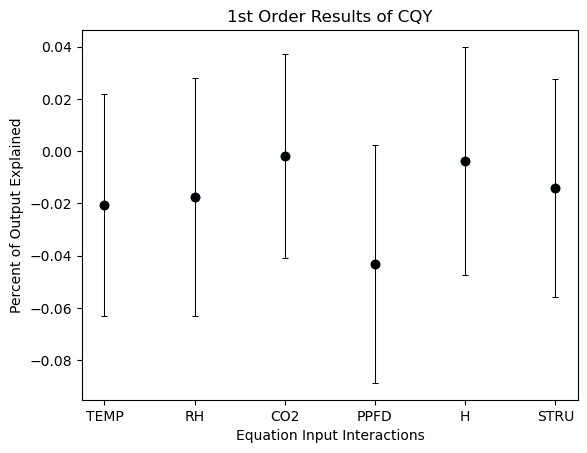 1st Order Results of CQY
Percent of Output Explained
0.04
0.02
0.00
−0.02
−0.04
−0.06
−0.08
TEMP RH CO2 PPFD H STRU
Equation Input Interactions